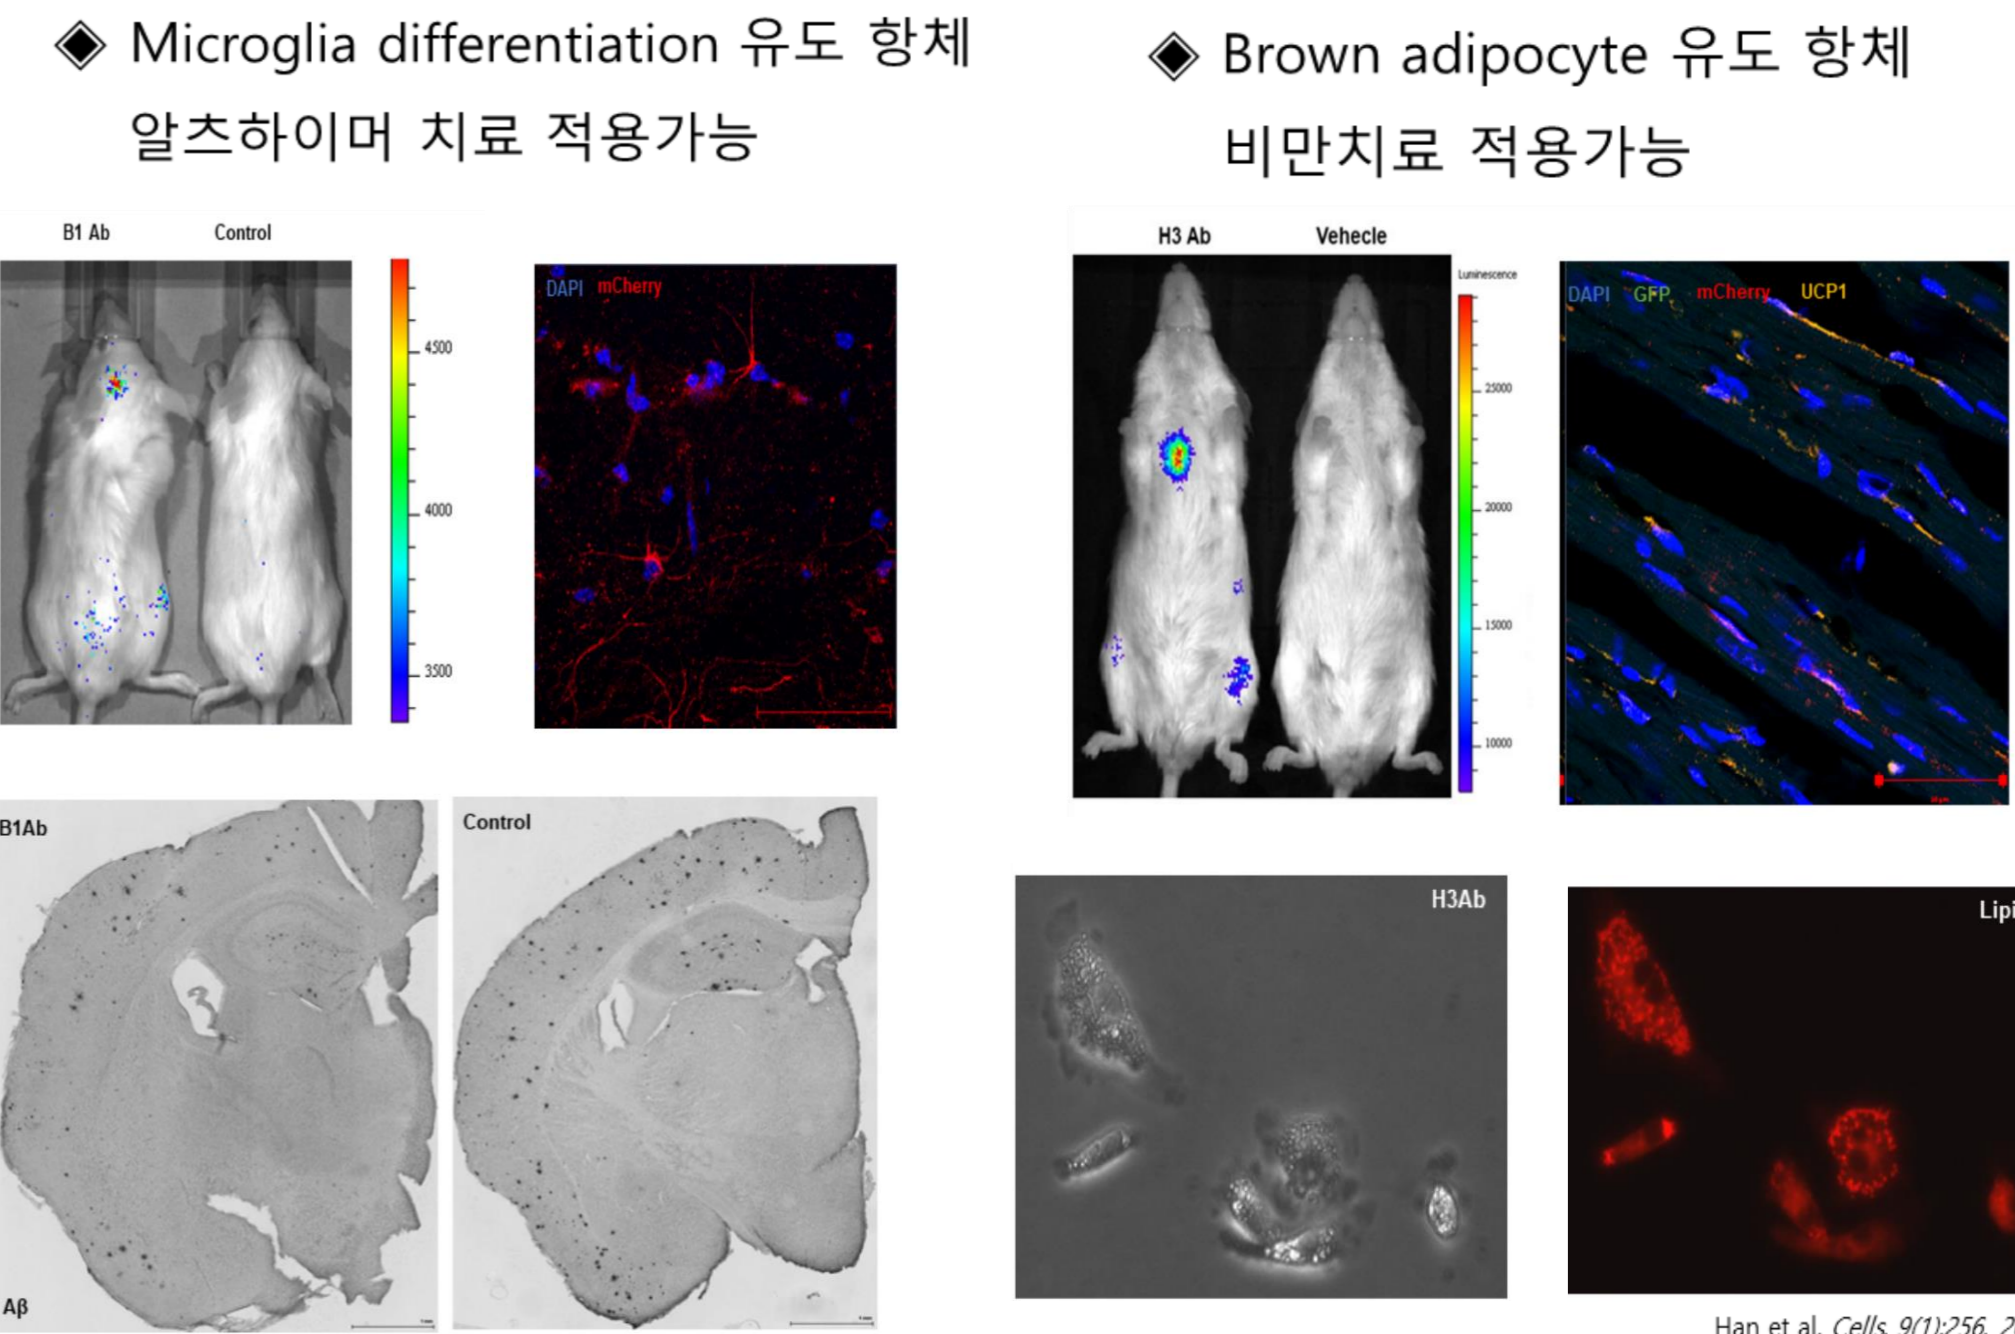 ◈ Microglia differentiation 유도 항체
알츠하이머 치료 적용가능
B1 Ab Control
4500
4000
3500
DAPI mCherry
B1Ab
Aβ
Control
◈ Brown adipocyte 유도 항체
비만치료 적용가능
H3 Ab Vehecle
Luminescence
25000
20000
15000
10000
DAPI GFP mCherry UCP1
H3Ab
Lipi
Han et al. Cells. 9(1):256. 2